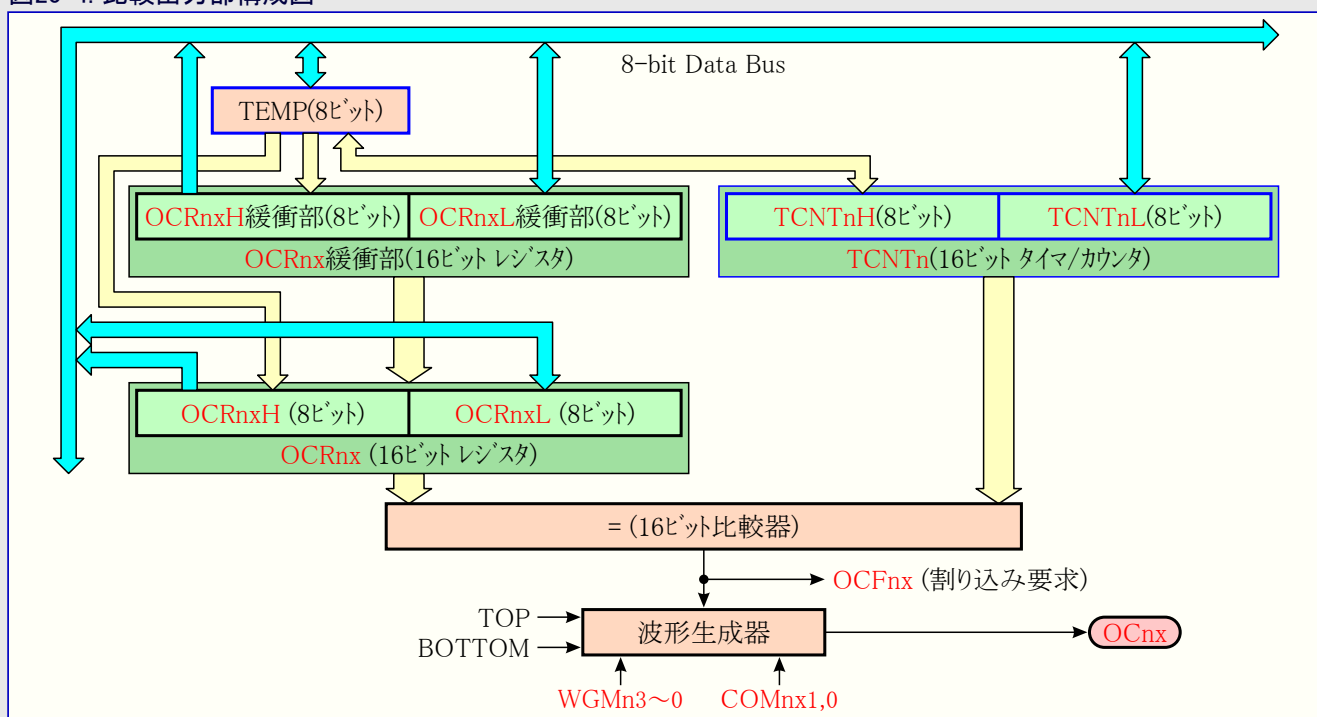 8-bit Data Bus
TEMP(8ビット)
OCRnxH緩衝部(8ビット)
OCRnxL緩衝部(8ビット)
OCRnx緩衝部(16ビット レジスタ)
TCNTnH(8ビット)
TCNTnL(8ビット)
TCNTn(16ビット タイマ/カウンタ)
OCRnxH (8ビット)
OCRnxL (8ビット)
OCRnx (16ビット レジスタ)
= (16ビット比較器)
OCFnx (割り込み要求)
TOP
BOTTOM
波形生成器
OCnx
WGMn3～0
COMnx1,0